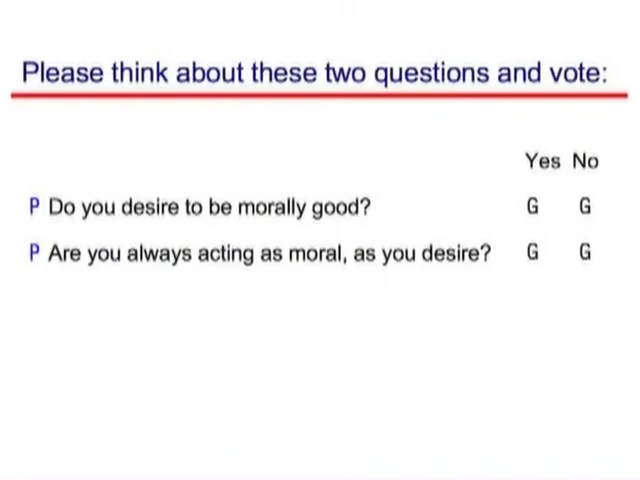 Please think about these two questions and vote:
Yes No
P Do you desire to be morally good? G G
P Are you always acting as moral, as you desire? G G